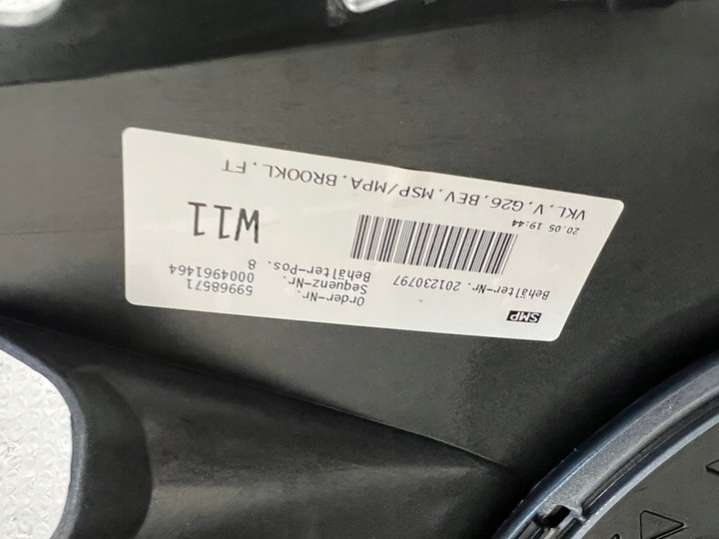 SMP
Order-Nr. 59968571
Sequenz-Nr. 0004961464
Behälter-Nr. 201230797 Behälter-Pos. 8
W11
20.05 19:44
VKL.V.G26.BEV.MSP/MPA.BROOKL.FT